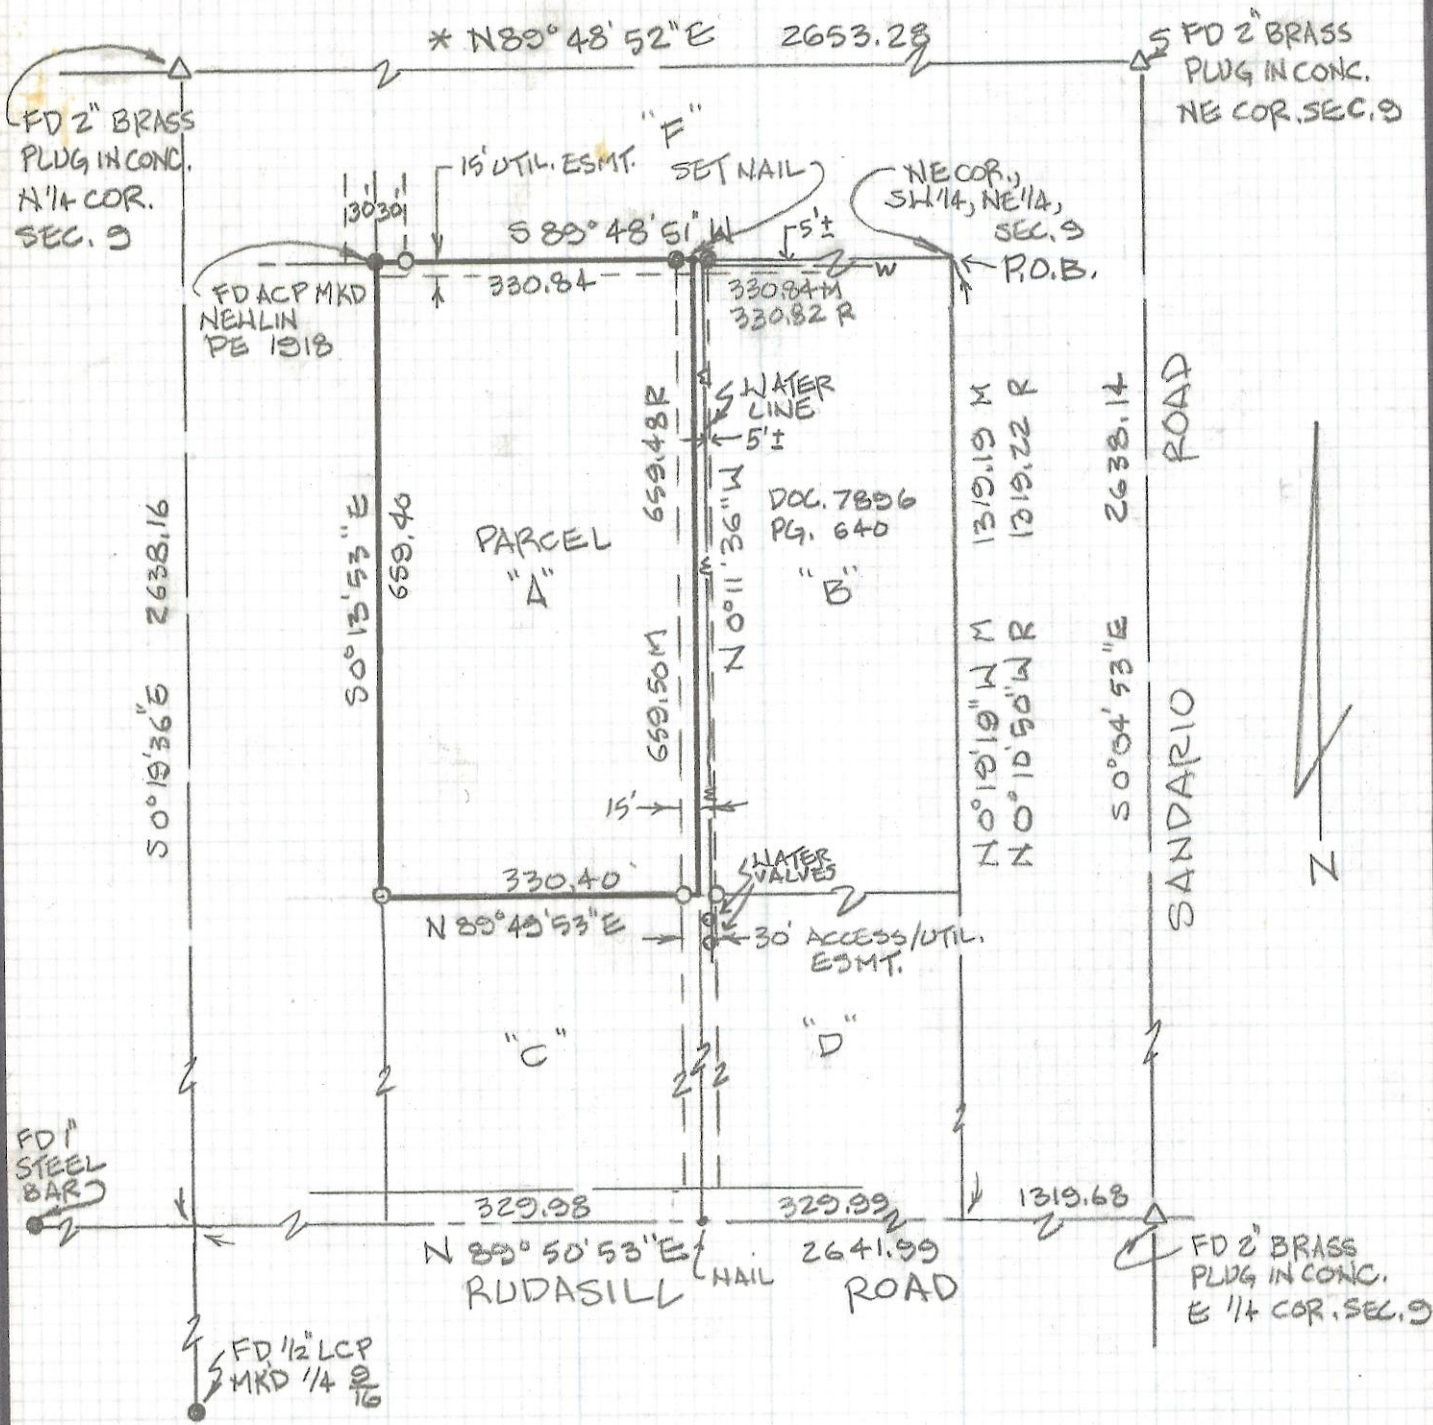 * N89°48'52"E 2653.28
FD 2" BRASS
PLUG IN CONC.
NE COR. SEC. 9
FD 2" BRASS
PLUG IN CONC.
N 1/4 COR.
SEC. 9
"F"
15' UTIL. ESMT.
SET NAIL
NE COR.,
SW 1/4, NE 1/4,
SEC. 9
P.O.B.
30' 30'
S 89°48'51" W
5'±
W
330.84
330.84 M
330.82 R
FD ACP MKD
NEWLIN
PE 1918
WATER
LINE
5'±
W
W
W
659.48 R
659.50 M
N 0°11'36" W
DOC. 7896
PG. 640
"B"
PARCEL
"A"
S 0°13'53" E
659.40
S 0°19'36" E 2638.16
N 0°19'19" W M 1319.19 M
N 0°10'50" W R 1319.22 R
S 0°04'53" E 2638.14
SANDARIO ROAD
N
15'
330.40
N 89°49'53" E
WATER
VALVES
30' ACCESS/UTIL.
ESMT.
"C"
"D"
FD 1"
STEEL
BAR
329.98
329.99
1319.68
N 89°50'53" E
2641.99
RUDASILL ROAD
NAIL
FD 2" BRASS
PLUG IN CONC.
E 1/4 COR. SEC. 9
FD 1/2" LCP
MKD 1/4 9/16